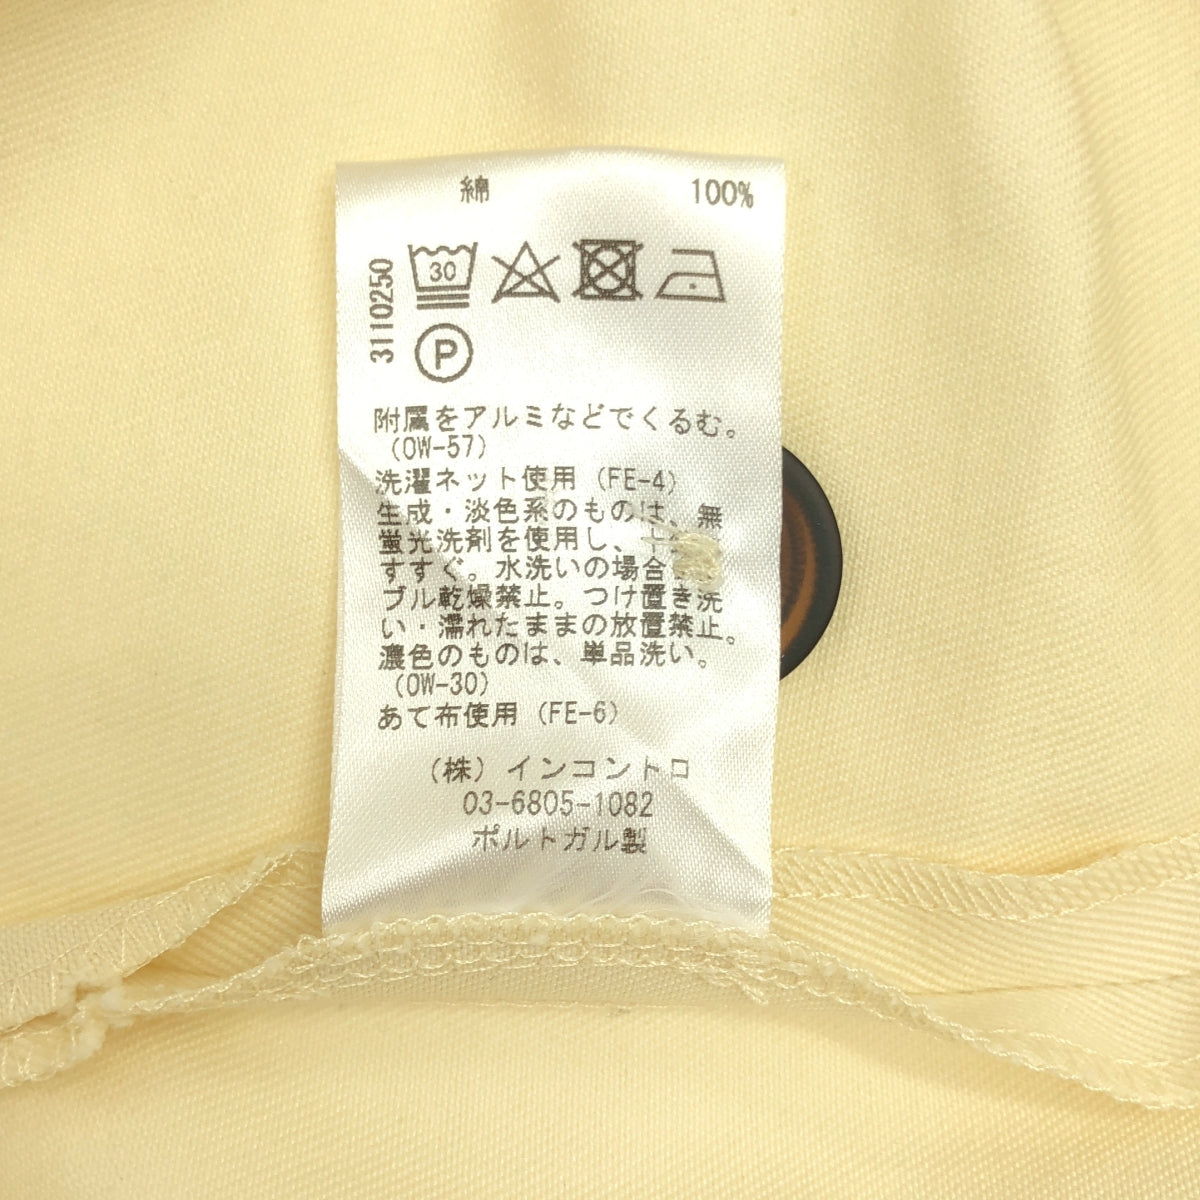 綿 100%
3110250
30
P
附属をアルミなどでくるむ。
(OW-57)
洗濯ネット使用 (FE-4)
生成・淡色系のものは、無
蛍光洗剤を使用し、
すすぐ。水洗いの場合
ブル乾燥禁止。つけ置き洗
い・濡れたままの放置禁止。
濃色のものは、単品洗い。
(OW-30)
あて布使用 (FE-6)
(株) インコントロ
03-6805-1082
ポルトガル製